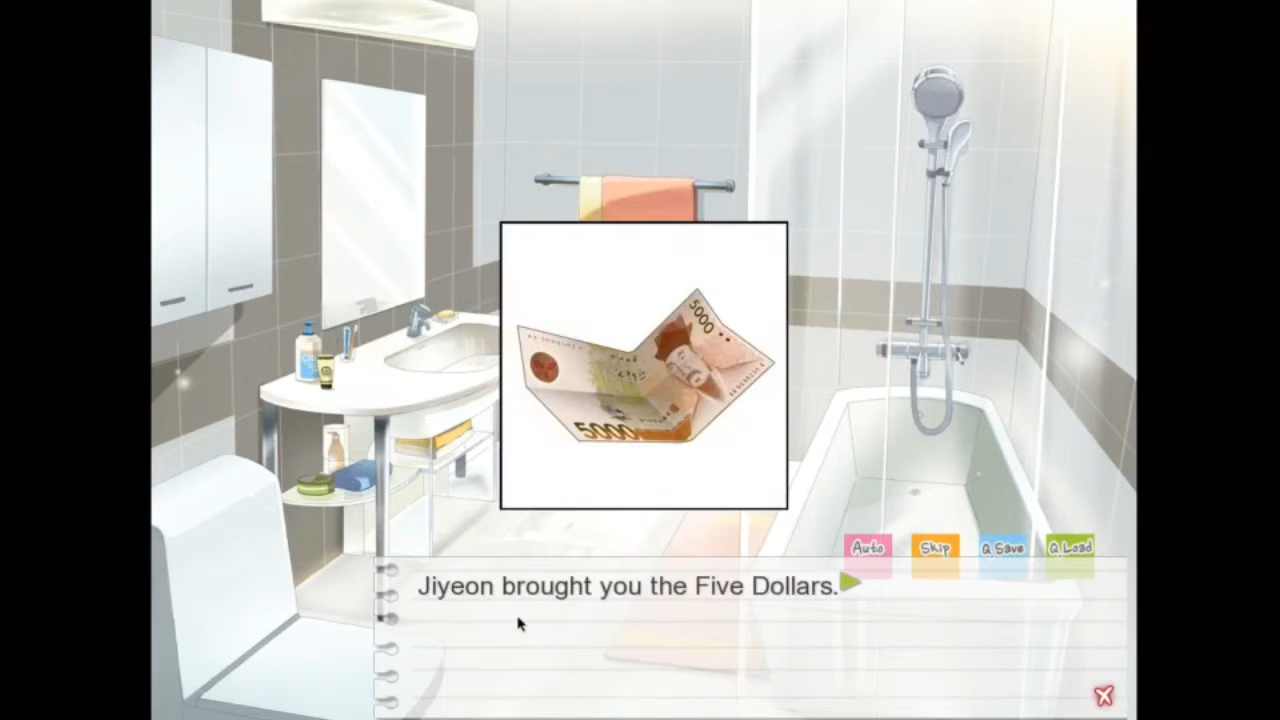 5000
5000
Auto
Skip
Q.Save
Q.Load
Jiyeon brought you the Five Dollars.